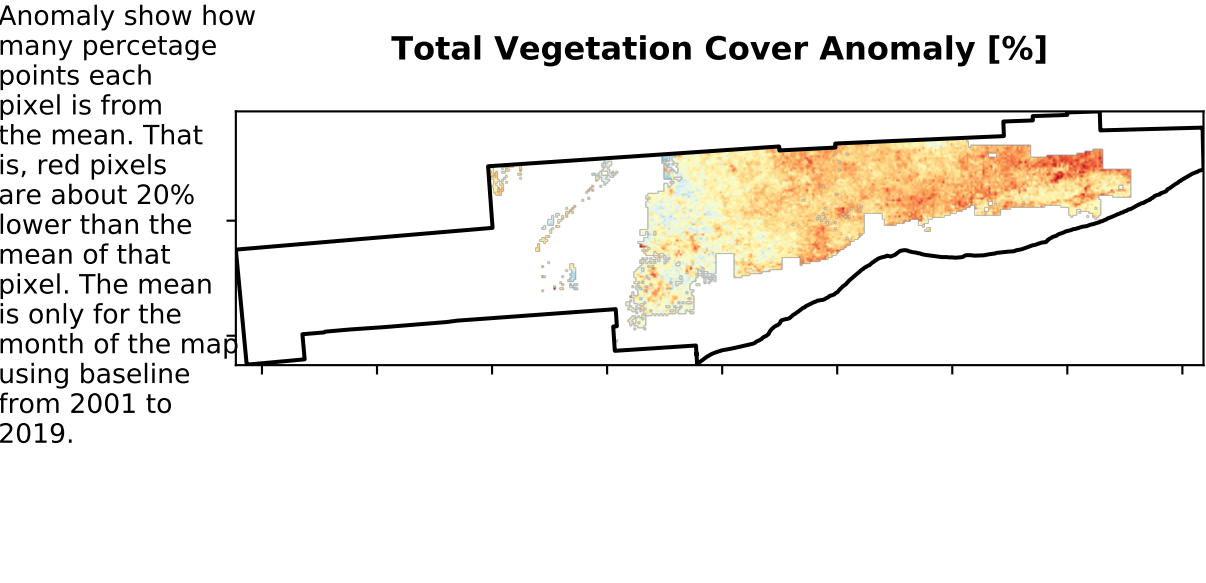 Anomaly show how
many percetage
points each
pixel is from
the mean. That
is, red pixels
are about 20%
lower than the
mean of that
pixel. The mean
is only for the
month of the map
using baseline
from 2001 to
2019.
Total Vegetation Cover Anomaly [%]